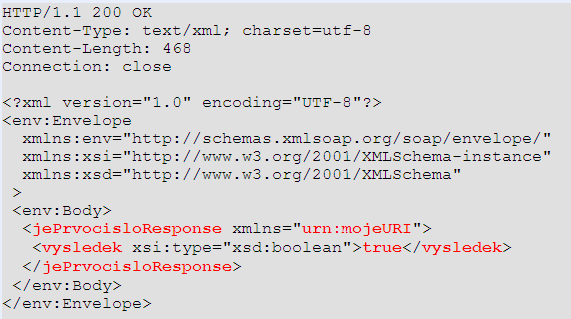 HTTP/1.1 200 OK
Content-Type: text/xml; charset=utf-8
Content-Length: 468
Connection: close

<?xml version="1.0" encoding="UTF-8"?>
<env:Envelope
  xmlns:env="http://schemas.xmlsoap.org/soap/envelope/"
  xmlns:xsi="http://www.w3.org/2001/XMLSchema-instance"
  xmlns:xsd="http://www.w3.org/2001/XMLSchema"
 >
 <env:Body>
  <jePrvocisloResponse xmlns="urn:mojeURI">
   <vysledek xsi:type="xsd:boolean">true</vysledek>
  </jePrvocisloResponse>
 </env:Body>
</env:Envelope>